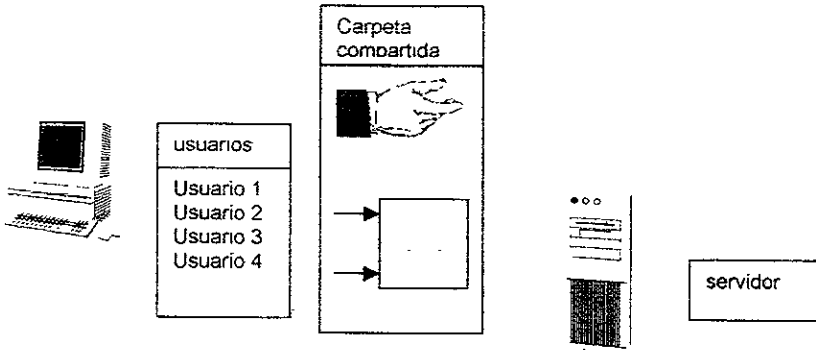 Carpeta
compartida
usuarios
Usuario 1
Usuario 2
Usuario 3
Usuario 4
servidor